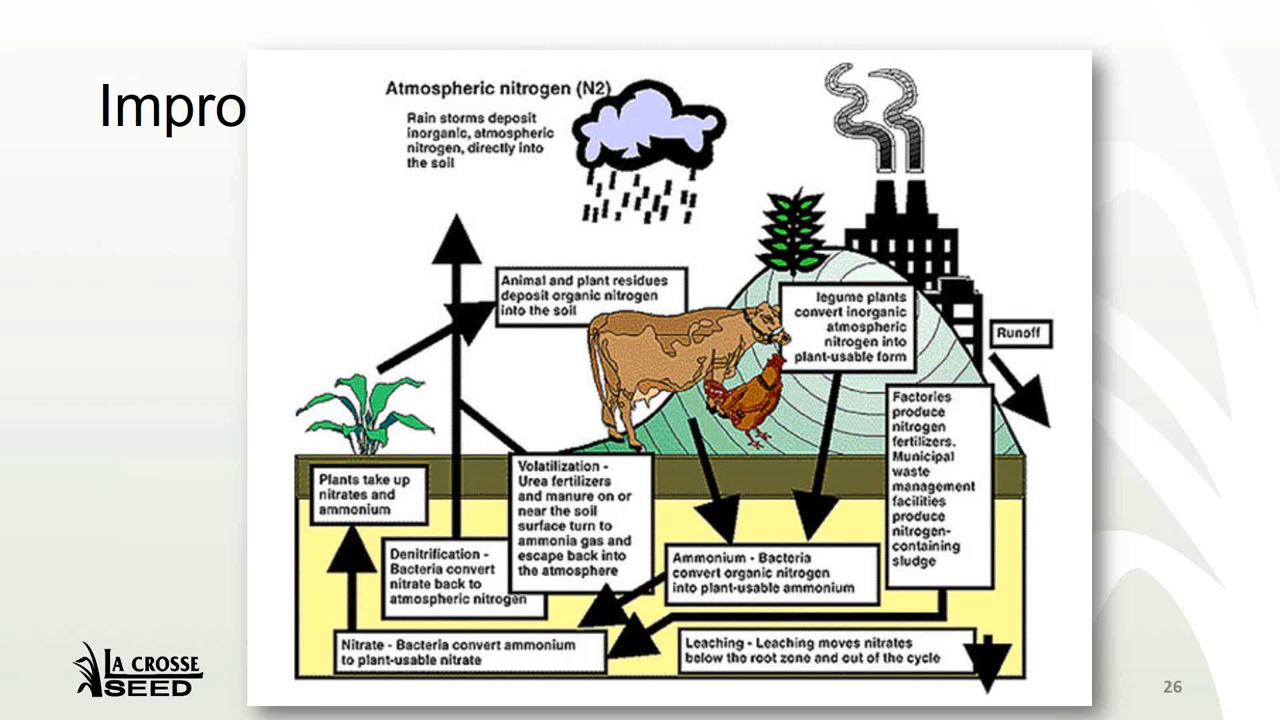 Impro
Atmospheric nitrogen (N2)
Rain storms deposit
inorganic, atmospheric
nitrogen, directly into
the soil
Animal and plant residues
deposit organic nitrogen
into the soil
legume plants
convert inorganic
atmospheric
nitrogen into
plant-usable form
Runoff
Factories
produce
nitrogen
fertilizers.
Municipal
waste
management
facilities
produce
nitrogen-
containing
sludge
Plants take up
nitrates and
ammonium
Volatilization -
Urea fertilizers
and manure on or
near the soil
surface turn to
ammonia gas and
escape back into
the atmosphere
Denitrification -
Bacteria convert
nitrate back to
atmospheric nitrogen
Ammonium - Bacteria
convert organic nitrogen
into plant-usable ammonium
Nitrate - Bacteria convert ammonium
to plant-usable nitrate
Leaching - Leaching moves nitrates
below the root zone and out of the cycle
LA CROSSE
SEED
26